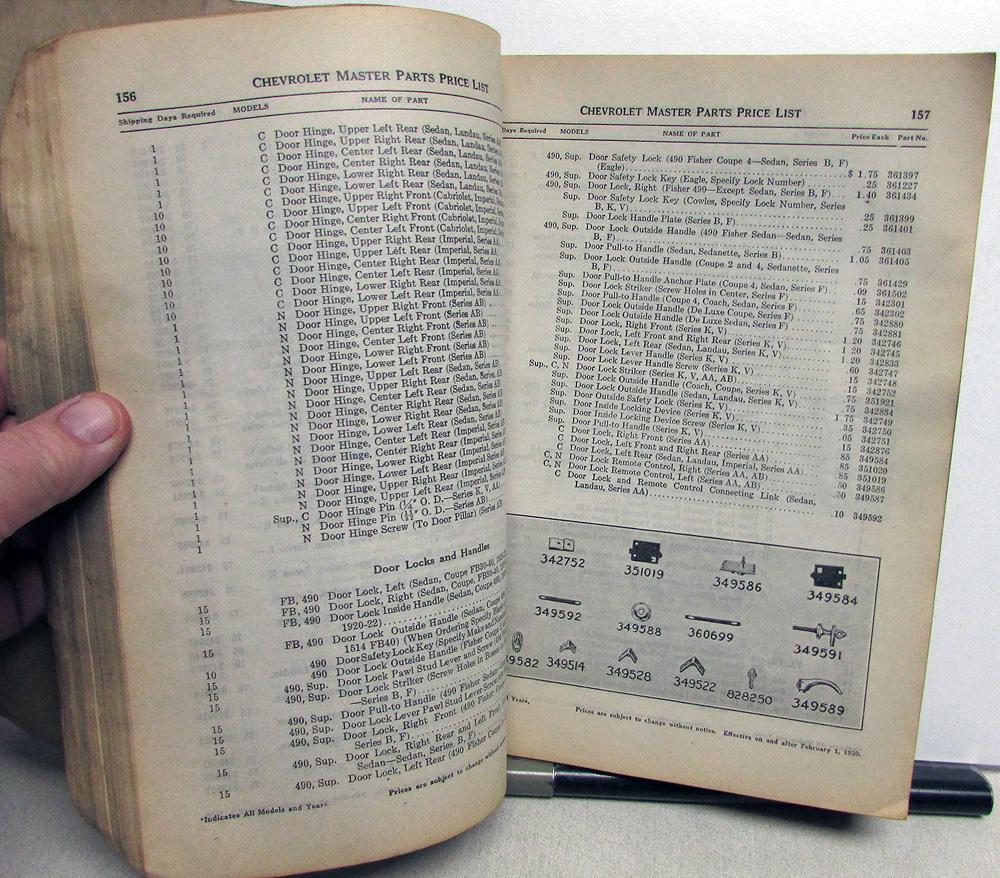 156
CHEVROLET MASTER PARTS PRICE LIST
Shipping Days Required MODELS NAME OF PART
C Door Hinge, Upper Left Rear (Sedan, Landau, Series
1 C Door Hinge, Upper Right Rear (Sedan, Landau, Series
1 C Door Hinge, Center Left Rear (Sedan, Landau, Series
1 C Door Hinge, Center Right Rear (Sedan, Landau, Series
1 C Door Hinge, Lower Right Rear (Sedan, Landau, Series
1 C Door Hinge, Lower Left Rear (Sedan, Landau, Series
1 C Door Hinge, Upper Right Front (Cabriolet, Imperial, Series
C Door Hinge, Upper Left Front (Cabriolet, Imperial, Series
10 C Door Hinge, Center Right Front (Cabriolet, Imperial, Series
10 C Door Hinge, Center Left Front (Cabriolet, Imperial, Series
10 C Door Hinge, Upper Right Rear (Imperial, Series AA)
10 C Door Hinge, Upper Left Rear (Imperial, Series AA)
10 C Door Hinge, Center Right Rear (Imperial, Series AA)
10 C Door Hinge, Center Left Rear (Imperial, Series AA)
10 C Door Hinge, Lower Right Rear (Imperial, Series AA)
10 C Door Hinge, Lower Left Rear (Imperial, Series AA)
N Door Hinge, Upper Right Front (Series AB)
N Door Hinge, Upper Left Front (Series AB)
1 N Door Hinge, Center Right Front (Series AB)
1 N Door Hinge, Center Left Front (Series AB)
1 N Door Hinge, Lower Right Front (Series AB)
1 N Door Hinge, Lower Left Front (Series AB)
1 N Door Hinge, Upper Right Rear (Sedan, Series AB)
1 N Door Hinge, Upper Left Rear (Sedan, Series AB)
1 N Door Hinge, Center Right Rear (Sedan, Series AB)
1 N Door Hinge, Lower Right Rear (Sedan, Series
1 N Door Hinge, Lower Left Rear (Sedan, Series
1 N Door Hinge, Center Left Rear (Imperial, Series
1 N Door Hinge, Center Right Rear (Imperial, Series
1 N Door Hinge, Lower Right Rear (Imperial, Series
1 N Door Hinge, Lower Left Rear (Imperial, Series
1 N Door Hinge, Upper Right Rear (Imperial, Series
1 N Door Hinge, Upper Left Rear (Imperial, Series
1 Sup., C Door Hinge Pin (¼" O. D.—Series K, V, AA)
1 N Door Hinge Pin O. D.—Series AB)
1 N Door Hinge Screw (To Door Pillar) (Series AB)
Door Locks and Handles
FB, 490 Door Lock, Left (Sedan, Coupe FB30-40,
15 FB, 490 Door Lock, Right (Sedan, Coupe, FB30-40,
15 FB, 490 Door Lock Inside Handle (Sedan, Coupe 490,
1920-22)
15 FB, 490 Door Lock Outside Handle (Sedan, Coupe
1514 FB40) (When Ordering Specify
15 490 Door Safety Lock Key (Specify Make and
10 490 Door Lock Outside Handle (Fisher Coupe
15 490, Sup. Door Lock Pawl Stud Lever and Screw
15 490, Sup. Door Lock Striker (Screw Holes in
—Series B, F)
15 490, Sup. Door Pull-to Handle (490 Fisher Sedan
15 490, Sup. Door Lock Lever Pawl Stud Lever
15 490, Sup. Door Lock, Right Front (490 Fisher
Series B, F)
15 490, Sup. Door Lock, Right Rear and Left Front
Sedan—Sedan, Series B, F)
15 490, Sup. Door Lock, Left Rear (490 Fisher Coupe
*Indicates All Models and Years Prices are subject to change without
157
CHEVROLET MASTER PARTS PRICE LIST
Days Required MODELS NAME OF PART Price Each Part No.
490, Sup. Door Safety Lock (490 Fisher Coupe 4—Sedan, Series B, F)
(Eagle) $ 1.75 361397
490, Sup. Door Safety Lock Key (Eagle, Specify Lock Number) .25 361227
490, Sup. Door Lock, Right (Fisher 490—Except Sedan, Series B, F) 1.40 361434
Sup. Door Safety Lock Key (Cowles, Specify Lock Number, Series
B, K, V) .25 361399
Sup. Door Lock Handle Plate (Series B, F) .25 361401
490, Sup. Door Lock Outside Handle (490 Fisher Sedan—Sedan, Series
B, F) .75 361403
Sup. Door Pull-to Handle (Sedan, Sedanette, Series B) 1.05 361405
Sup. Door Lock Outside Handle (Coupe 2 and 4, Sedanette, Series
B, F) .75 361429
Sup. Door Pull-to Handle Anchor Plate (Coupe 4, Sedan, Series F) .09 361502
Sup. Door Lock Striker (Screw Holes in Center, Series F) .15 342301
Sup. Door Pull-to Handle (Coupe 4, Coach, Sedan, Series F) .65 342302
Sup. Door Lock Outside Handle (De Luxe Coupe, Series F) .75 342880
Sup. Door Lock Outside Handle (De Luxe Sedan, Series F) .75 342881
Sup. Door Lock, Right Front (Series K, V) 1 20 342746
Sup. Door Lock, Left Front and Right Rear (Series K, V) 1 20 342745
Sup. Door Lock, Left Rear (Sedan, Landau, Series K, V) 1 20 342833
Sup. Door Lock Lever Handle (Series K, V) .60 342747
Sup. Door Lock Lever Handle Screw (Series K, V) .15 342748
Sup., C, N Door Lock Striker (Series K, V, AA, AB) .15 342752
Sup. Door Lock Outside Handle (Coach, Coupe, Series K, V) .75 351921
Sup. Door Lock Outside Handle (Sedan, Landau, Series K, V) .75 342834
Sup. Door Outside Safety Lock (Series K, V) 1 75 342749
Sup. Door Inside Locking Device (Series K, V) .35 342750
Sup. Door Inside Locking Device Screw (Series K, V) .05 342751
Sup. Door Pull-to Handle (Series K, V) .15 342876
C Door Lock, Right Front (Series AA) .85 349584
C Door Lock, Left Front and Right Rear (Series AA) .85 351020
C Door Lock, Left Rear (Sedan, Landau, Imperial, Series AA) .85 351019
C, N Door Lock Remote Control, Right (Series AA, AB) .50 349586
C, N Door Lock Remote Control, Left (Series AA, AB) .50 349587
C Door Lock and Remote Control Connecting Link (Sedan,
Landau, Series AA) .10 349592
342752 351019 349586 349584
349592 349588 360699 349591
49582 349514 349528 349522 828250 349589
Years, Prices are subject to change without notice. Effective on and after February 1, 1930.